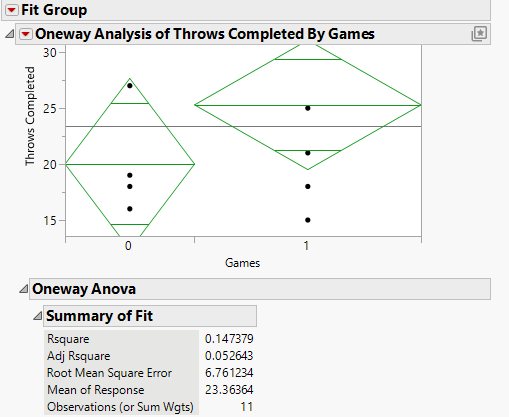 Fit Group
Oneway Analysis of Throws Completed By Games
Throws Completed
30
25
20
15
0 1
Games
Oneway Anova
Summary of Fit
Rsquare 0.147379
Adj Rsquare 0.052643
Root Mean Square Error 6.761234
Mean of Response 23.36364
Observations (or Sum Wgts) 11